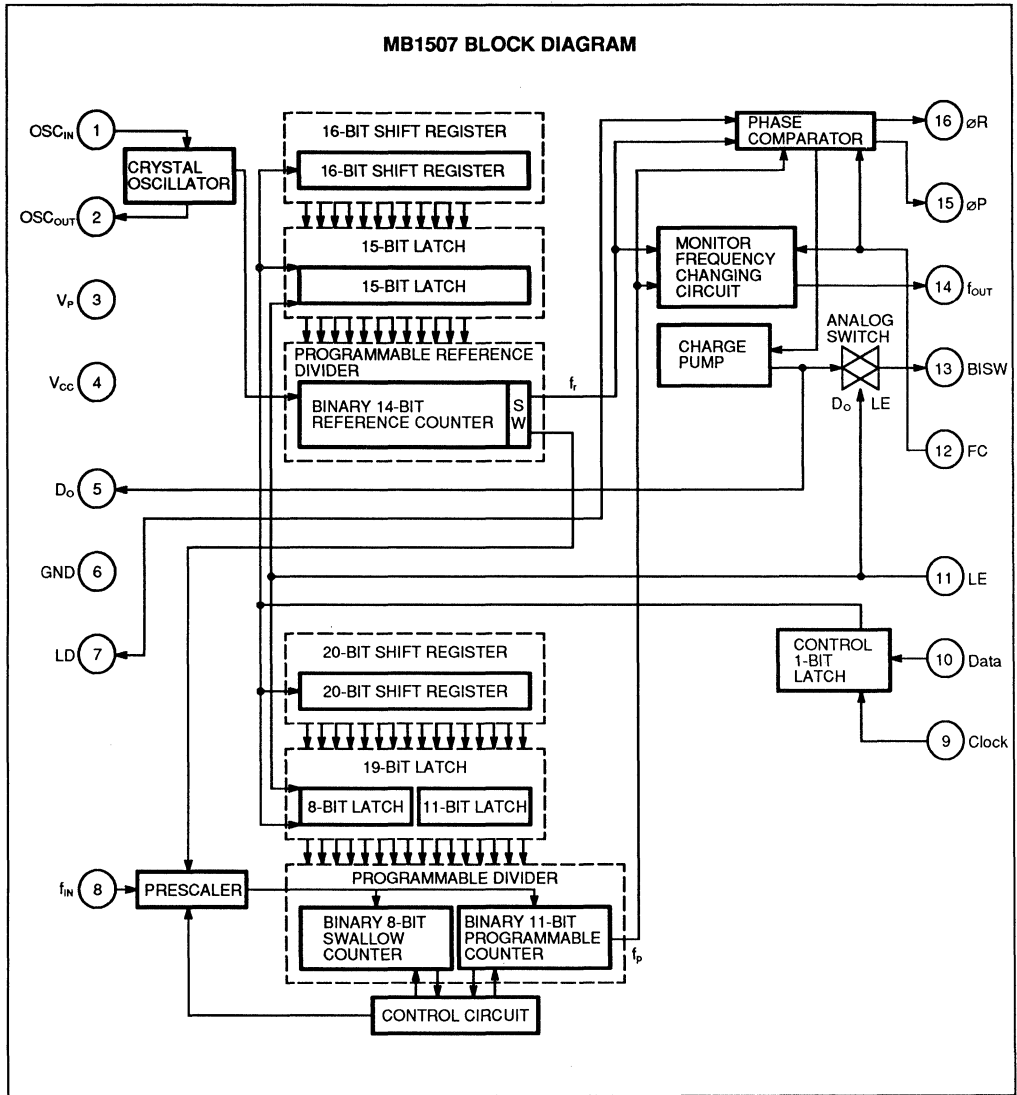 MB1507 BLOCK DIAGRAM
OSCIN
1
CRYSTAL
OSCILLATOR
OSCOUT
2
VP
3
VCC
4
DO
5
GND
6
LD
7
fIN
8
PRESCALER
16-BIT SHIFT REGISTER
16-BIT SHIFT REGISTER
15-BIT LATCH
15-BIT LATCH
PROGRAMMABLE REFERENCE
DIVIDER
BINARY 14-BIT
REFERENCE COUNTER
S
W
fr
20-BIT SHIFT REGISTER
20-BIT SHIFT REGISTER
19-BIT LATCH
8-BIT LATCH
11-BIT LATCH
PROGRAMMABLE DIVIDER
BINARY 8-BIT
SWALLOW
COUNTER
BINARY 11-BIT
PROGRAMMABLE
COUNTER
fp
CONTROL CIRCUIT
PHASE
COMPARATOR
MONITOR
FREQUENCY
CHANGING
CIRCUIT
CHARGE
PUMP
ANALOG
SWITCH
DO LE
CONTROL
1-BIT
LATCH
16 øR
15 øP
14 fOUT
13 BISW
12 FC
11 LE
10 Data
9 Clock